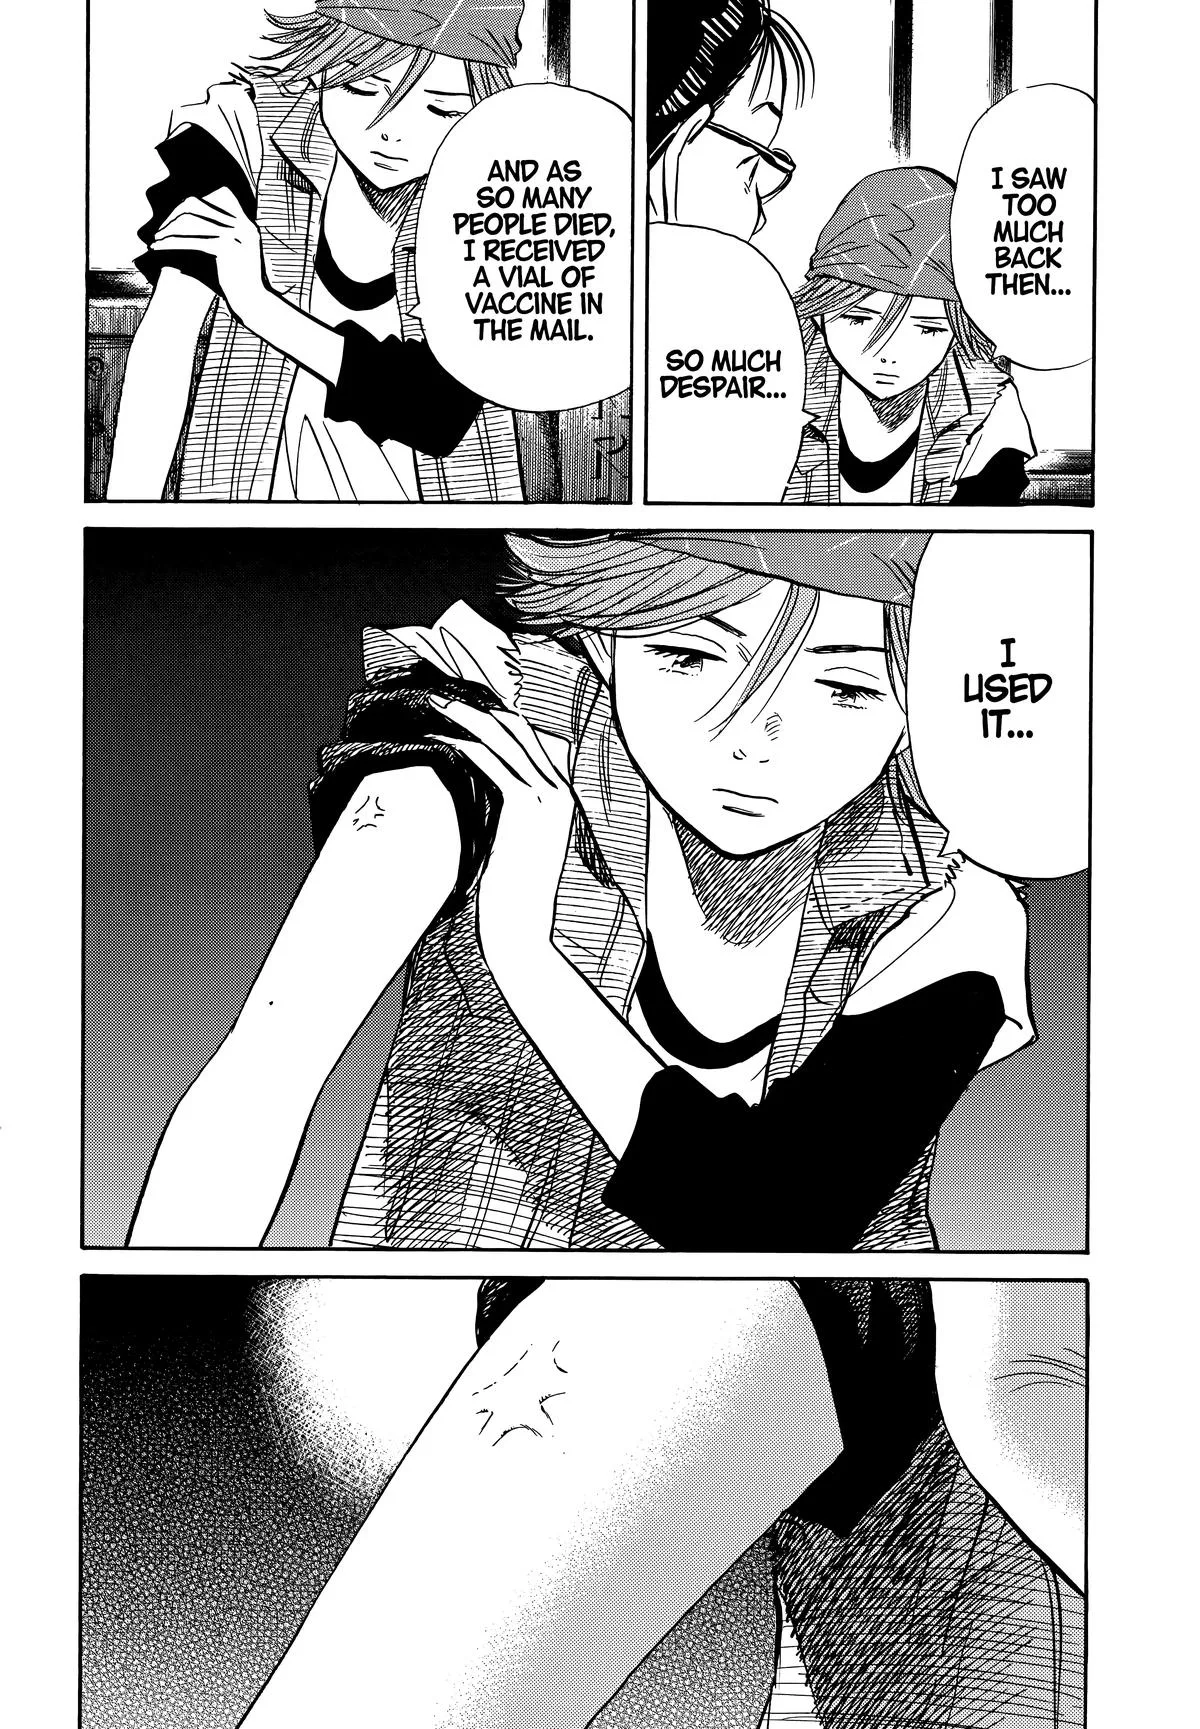 I SAW
TOO
MUCH
BACK
THEN...
SO MUCH
DESPAIR...
AND AS
SO MANY
PEOPLE DIED,
I RECEIVED
A VIAL OF
VACCINE IN
THE MAIL.
I
USED
IT...